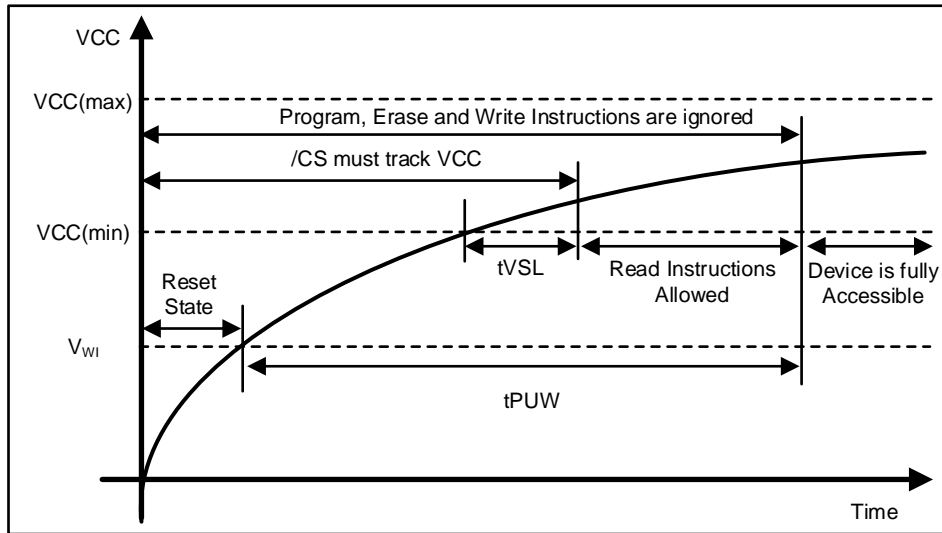 VCC
VCC(max)
Program, Erase and Write Instructions are ignored
/CS must track VCC
VCC(min)
tVSL
Read Instructions
Allowed
Device is fully
Accessible
Reset
State
VWI
tPUW
Time